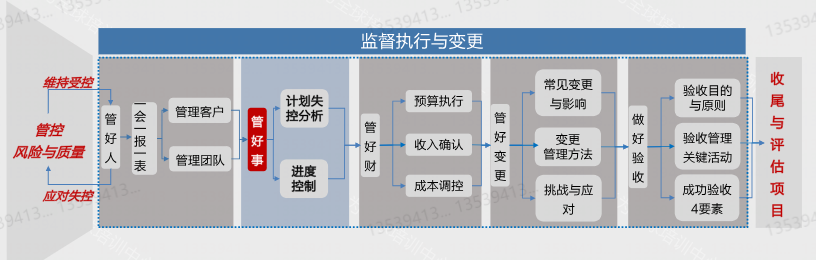 监督执行与变更
维持受控
管控
风险与质量
应对失控
管好人
一会一报一表
管理客户
管理团队
管好事
计划失
控分析
进度
控制
管好财
预算执行
收入确认
成本调控
管好变更
常见变更
与影响
变更
管理方法
挑战与应
对
做好验收
验收目的
与原则
验收管理
关键活动
成功验收
4要素
收尾与评估项目
13539413...
13539413...
13539413...
13539413...